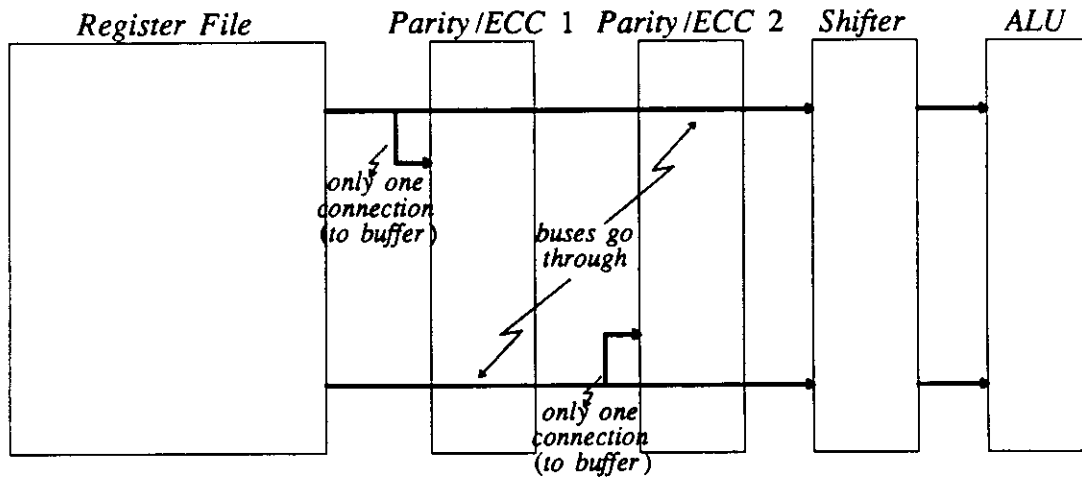 Register File
Parity/ECC 1
Parity/ECC 2
Shifter
ALU
only one
connection
(to buffer)
buses go
through
only one
connection
(to buffer)